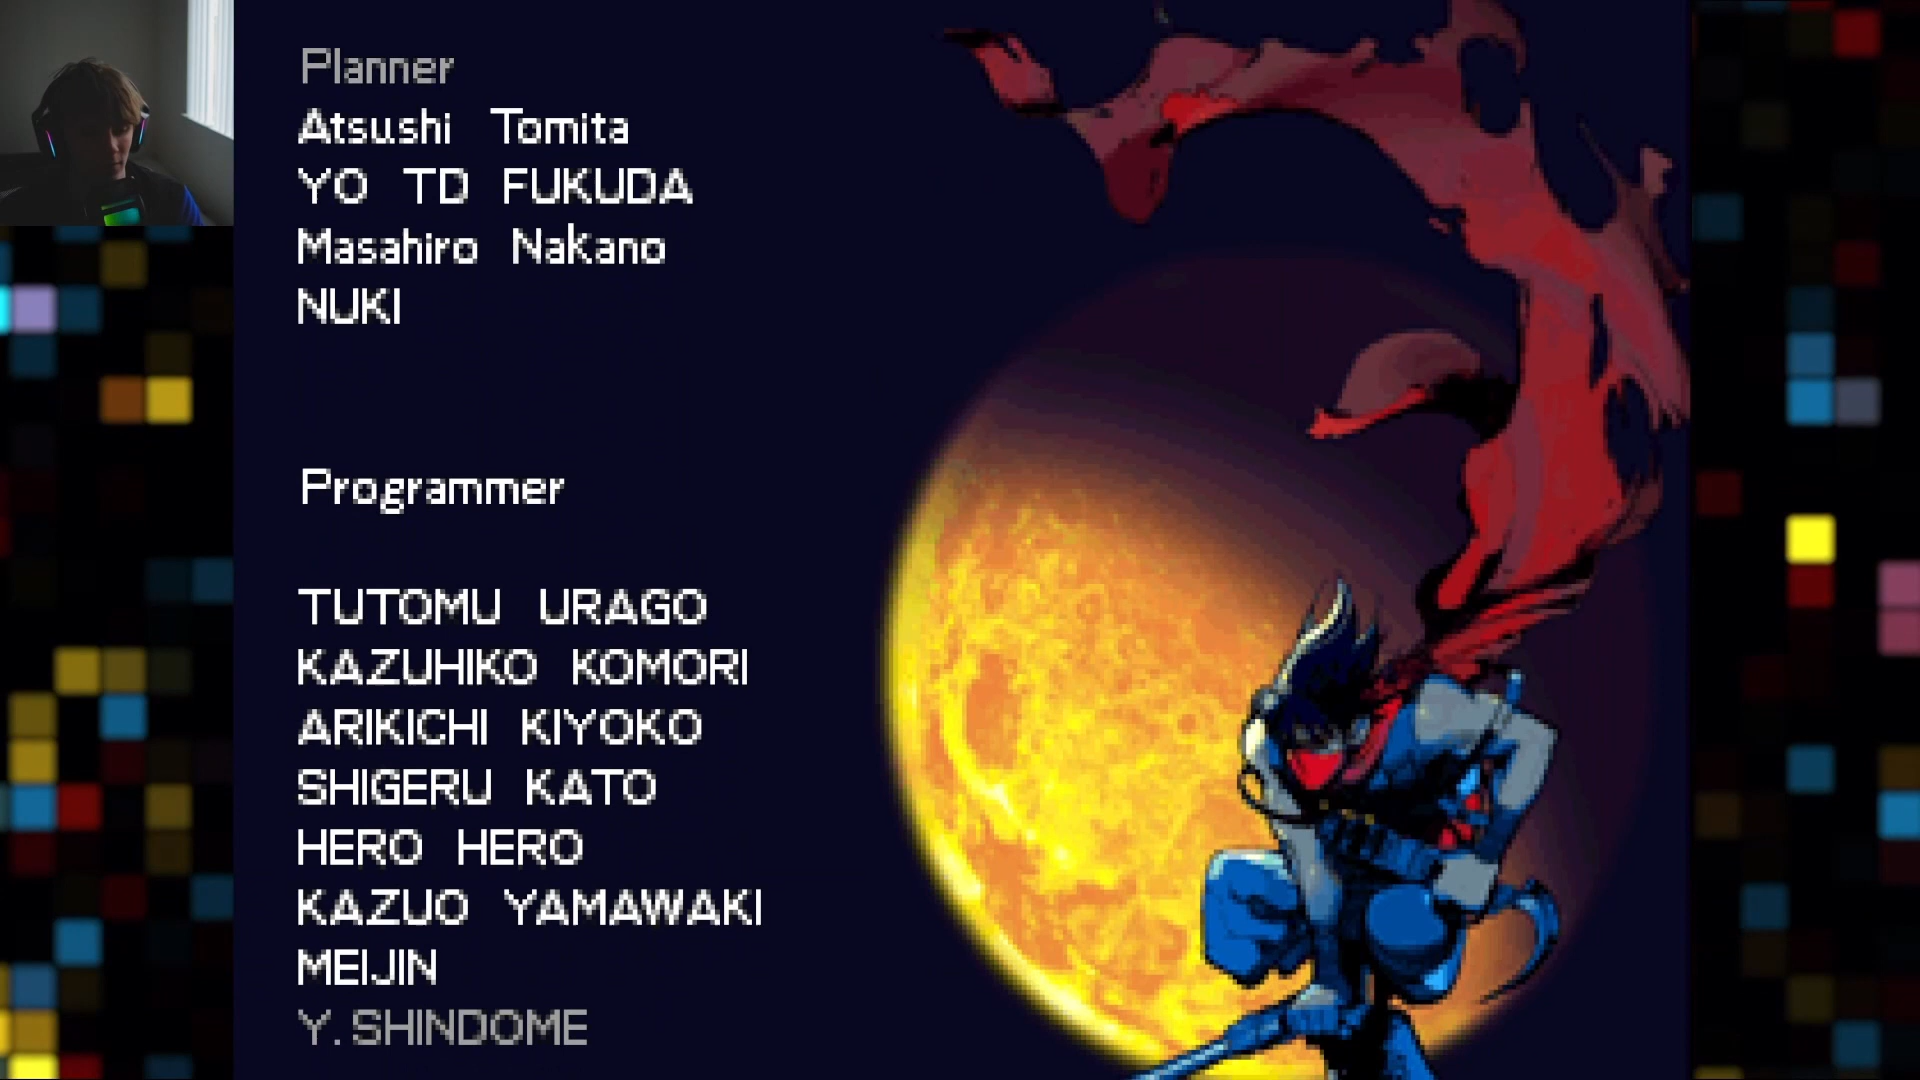 Planner
Atsushi Tomita
YO TD FUKUDA
Masahiro Nakano
NUKI
Programmer
TUTOMU URAGO
KAZUHIKO KOMORI
ARIKICHI KIYOKO
SHIGERU KATO
HERO HERO
KAZUO YAMAWAKI
MEIJIN
Y.SHINDOME